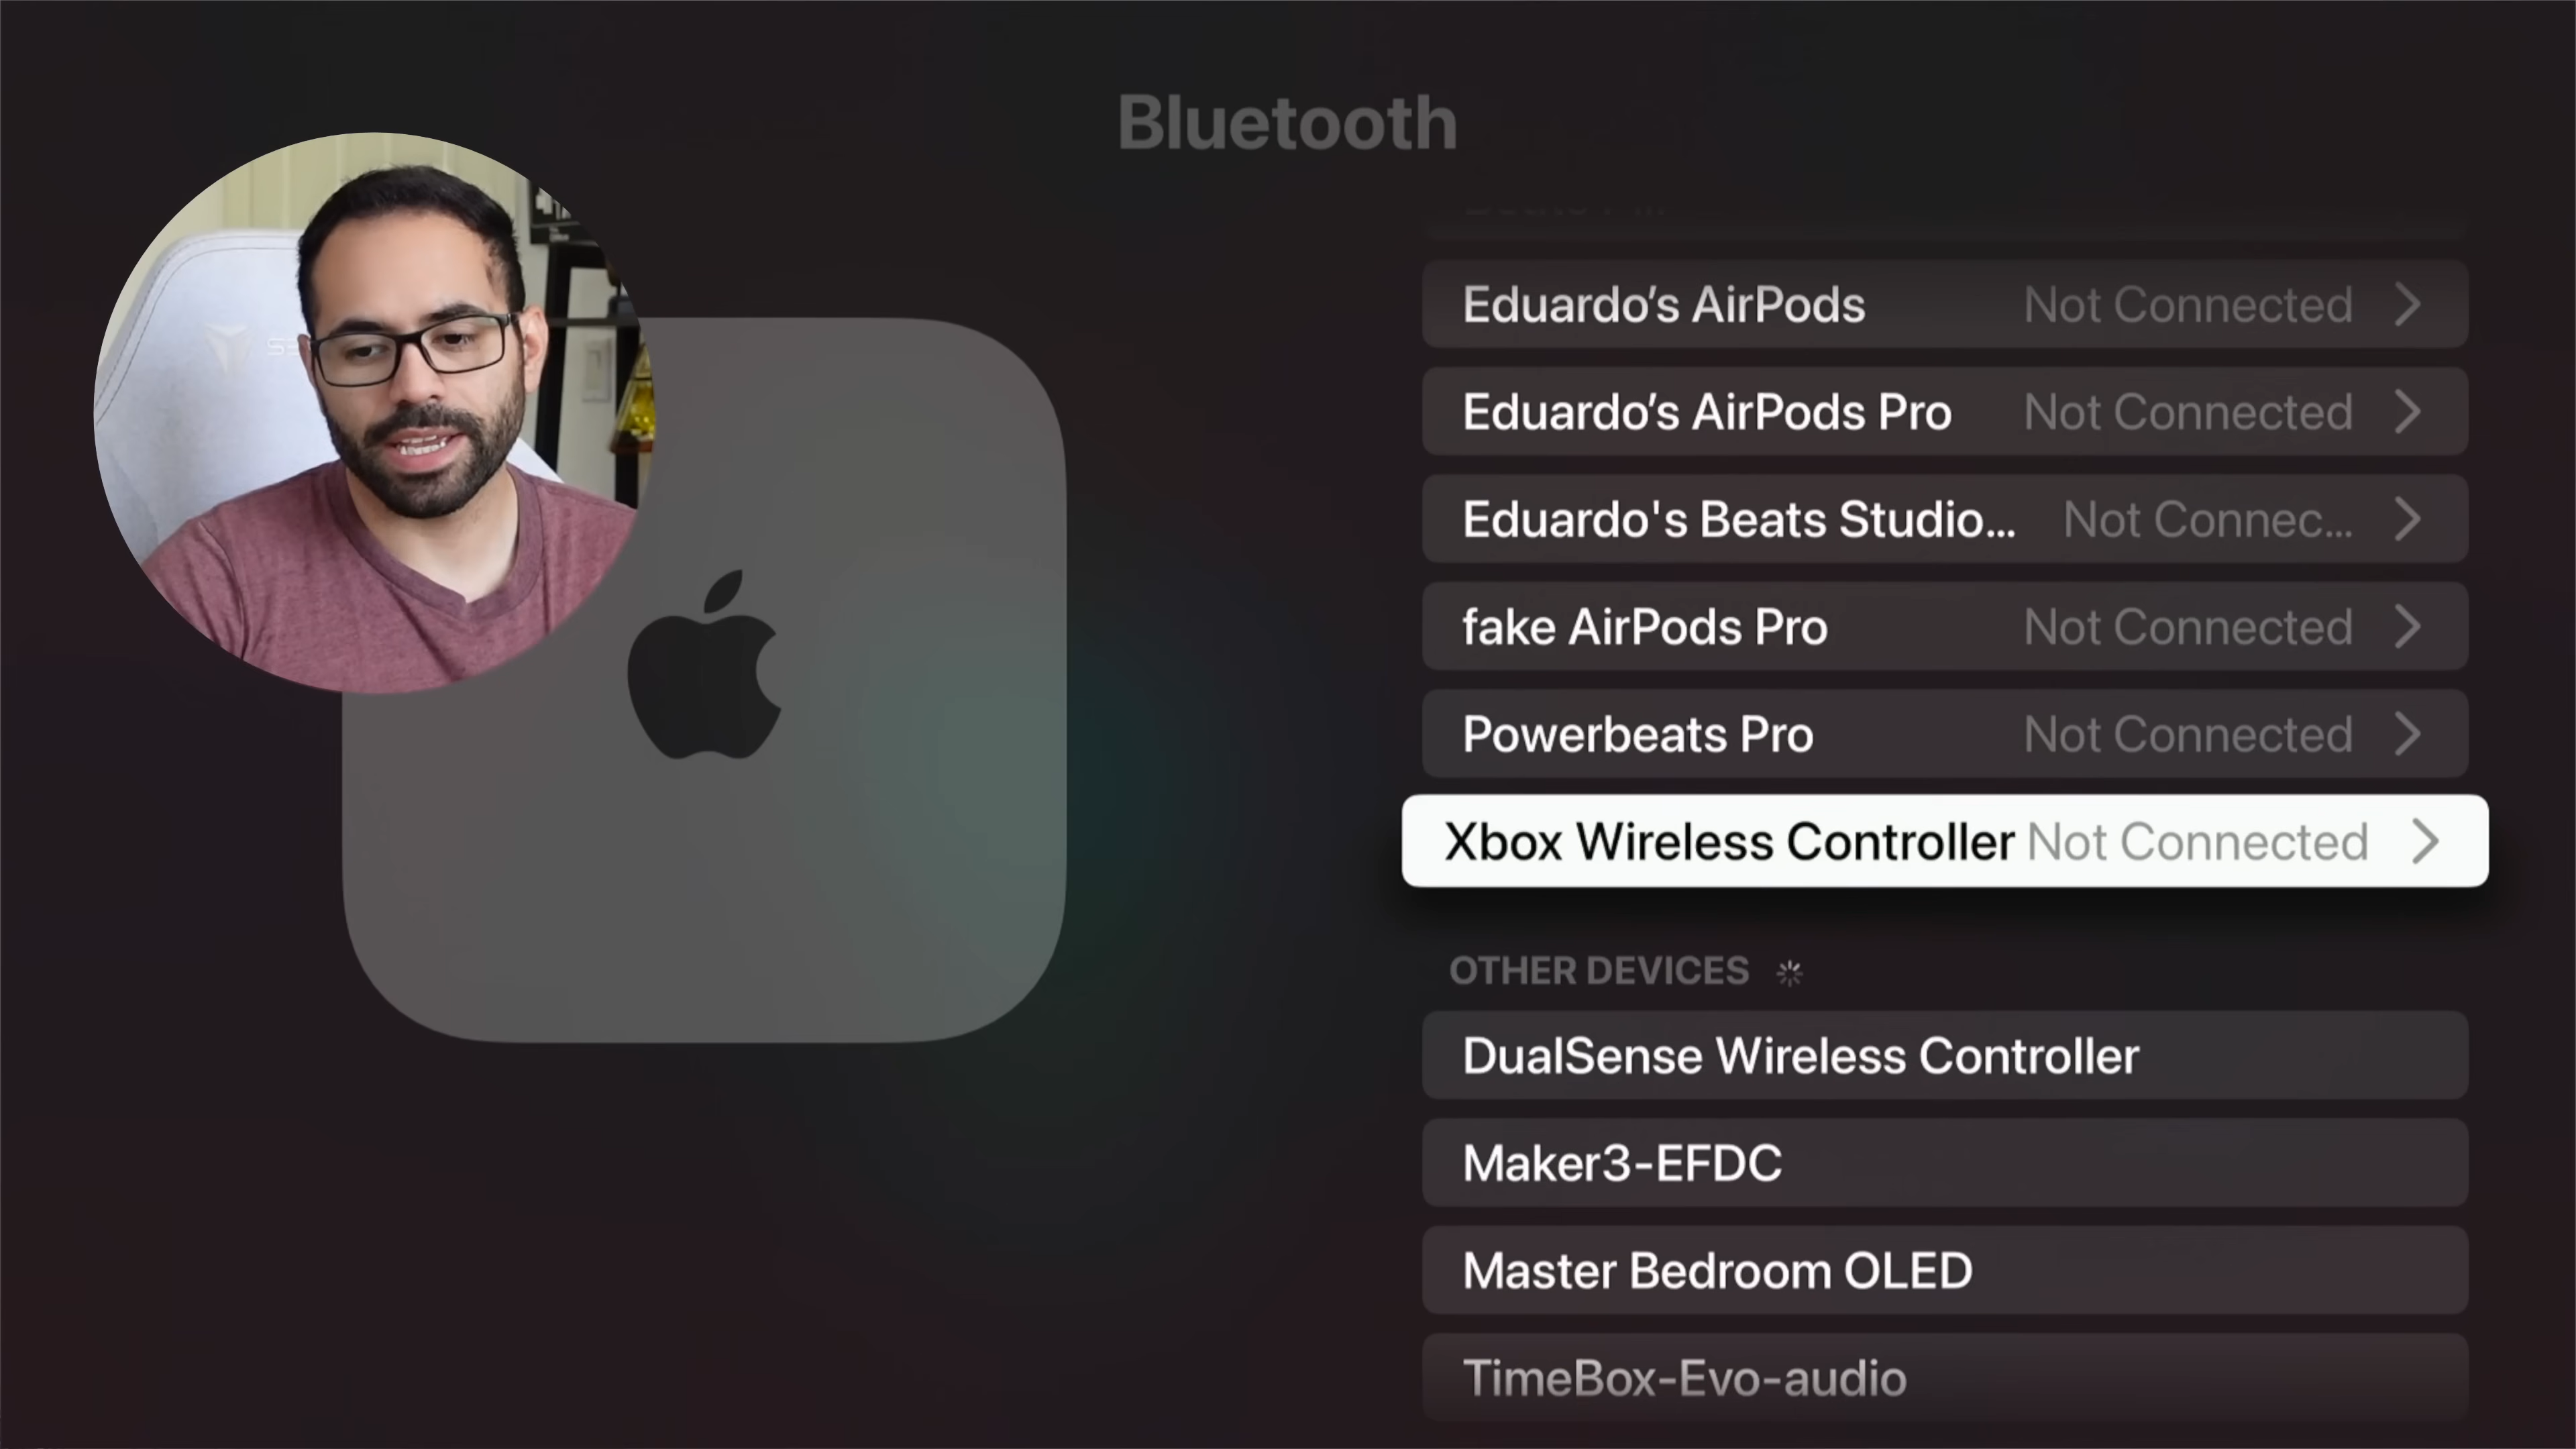 Bluetooth
Eduardo’s AirPods Not Connected
Eduardo’s AirPods Pro Not Connected
Eduardo's Beats Studio... Not Connec...
fake AirPods Pro Not Connected
Powerbeats Pro Not Connected
Xbox Wireless Controller Not Connected
OTHER DEVICES
DualSense Wireless Controller
Maker3-EFDC
Master Bedroom OLED
TimeBox-Evo-audio